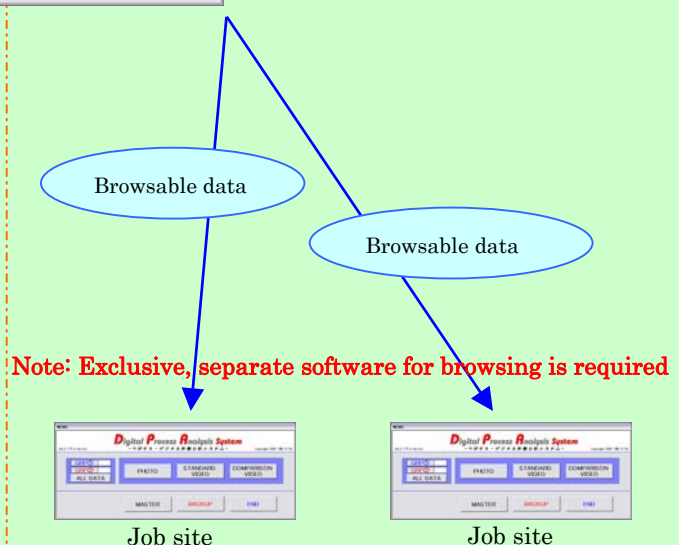 Browsable data
Browsable data
Note: Exclusive, separate software for browsing is required
Digital Process Analysis System
Digital Process Analysis System
ALL DATA
PHOTO
STANDARD VIDEO
COMPARISON VIDEO
ALL DATA
PHOTO
STANDARD VIDEO
COMPARISON VIDEO
MASTER
BACKUP
END
MASTER
BACKUP
END
Job site
Job site